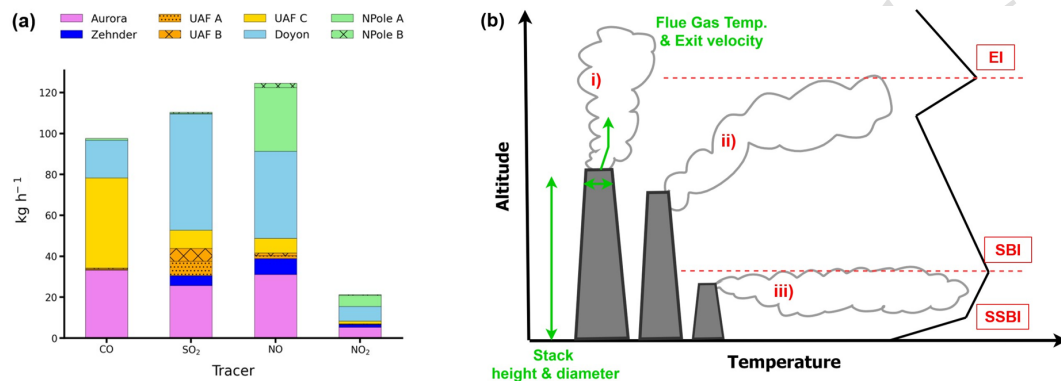 (a)
Aurora
Zehnder
UAF A
UAF B
UAF C
Doyon
NPole A
NPole B
kg h⁻¹
120
100
80
60
40
20
0
CO
SO₂
NO
NO₂
Tracer
(b)
Flue Gas Temp.
& Exit velocity
EI
i)
ii)
Altitude
SBI
iii)
SSBI
Stack
height & diameter
Temperature